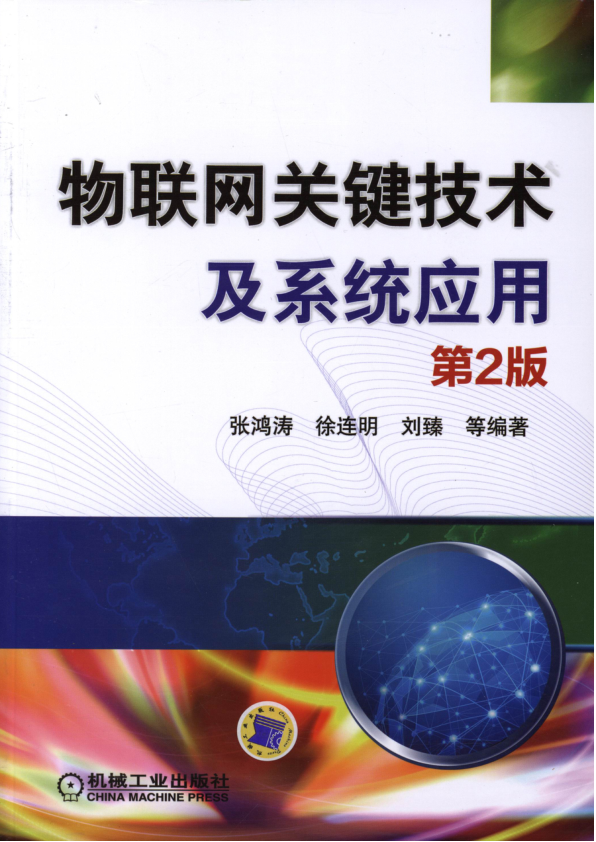 物联网关键技术
及系统应用
第2版
张鸿涛 徐连明 刘臻 等编著
机械工业出版社
CHINA MACHINE PRESS